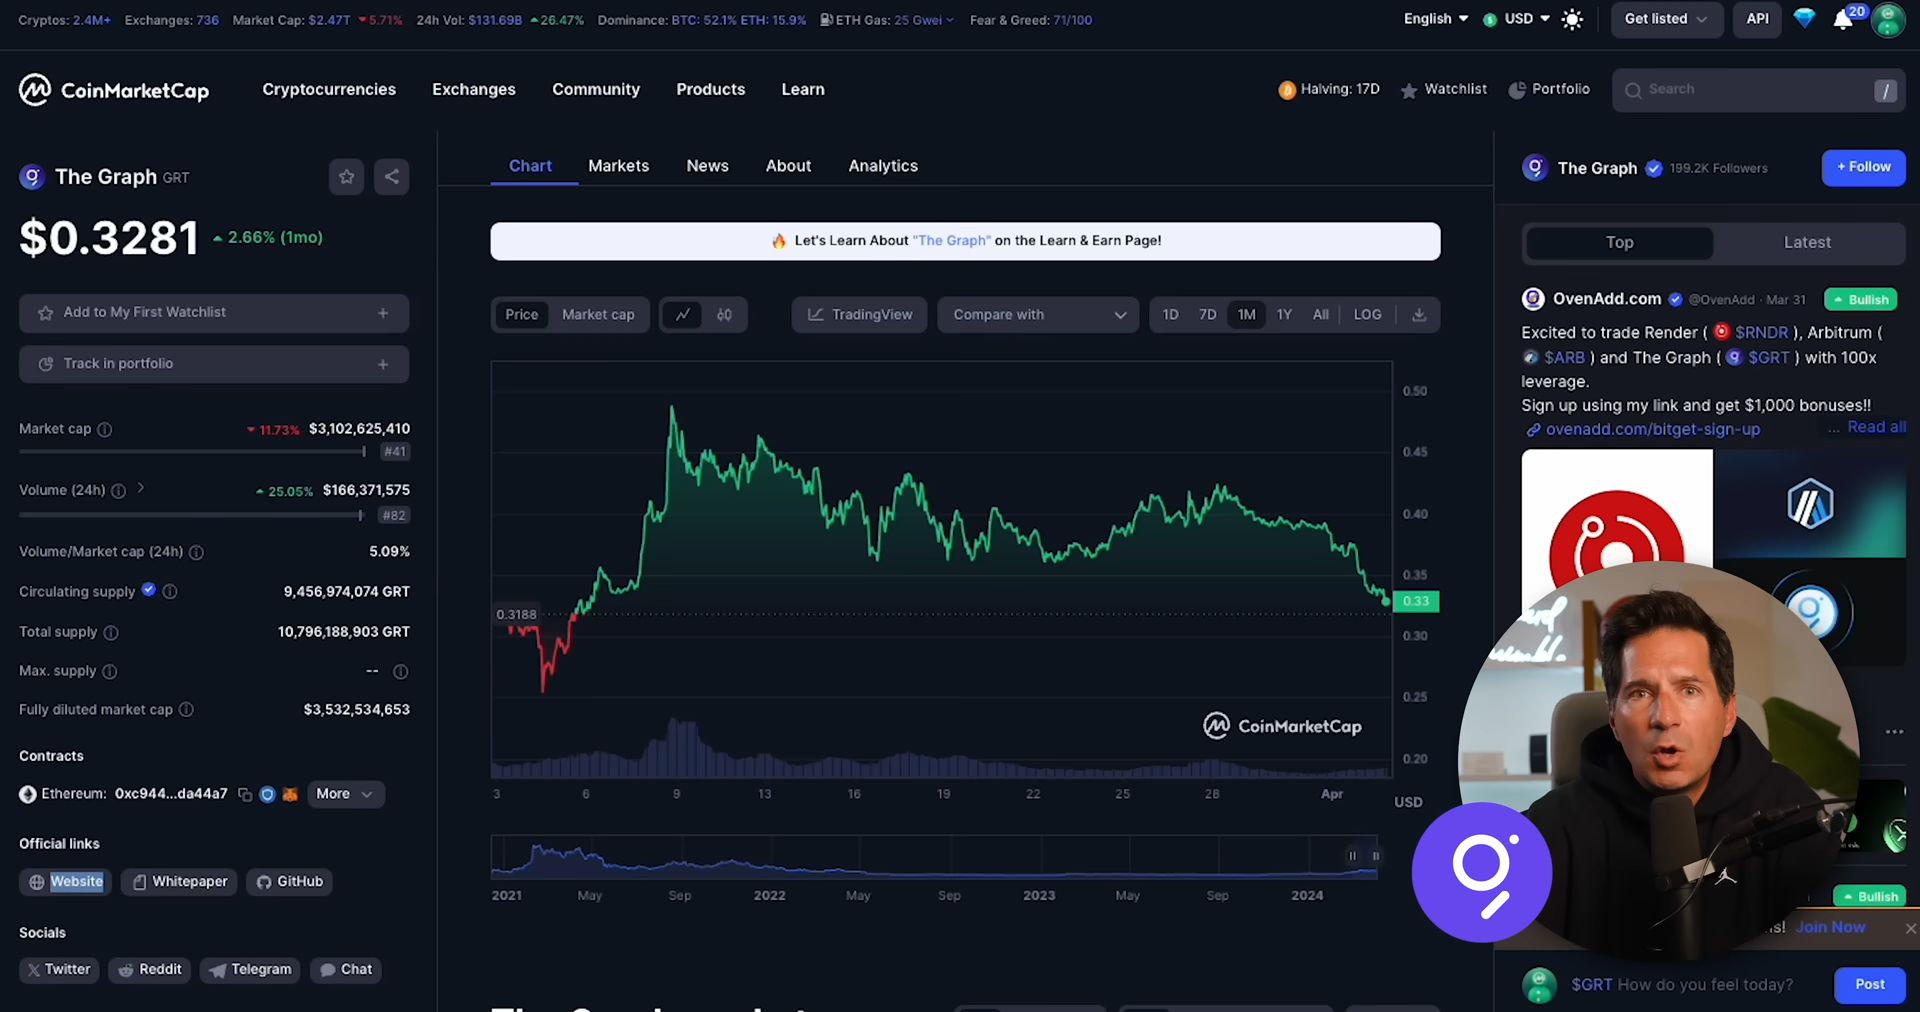 Cryptos: 2.4M+ Exchanges: 736 Market Cap: $2.47T 5.71% 24h Vol: $131.69B 26.47% Dominance: BTC: 52.1% ETH: 15.9% ETH Gas: 25 Gwei Fear & Greed: 71/100
English USD Get listed API 20
CoinMarketCap Cryptocurrencies Exchanges Community Products Learn
Halving: 17D Watchlist Portfolio Search /
The Graph GRT
$0.3281 2.66% (1mo)
Add to My First Watchlist +
Track in portfolio +
Market cap 11.73% $3,102,625,410
#41
Volume (24h) 25.05% $166,371,575
#82
Volume/Market cap (24h) 5.09%
Circulating supply 9,456,974,074 GRT
Total supply 10,796,188,903 GRT
Max. supply --
Fully diluted market cap $3,532,534,653
Contracts
Ethereum: 0xc944...da44a7 More
Official links
Website Whitepaper GitHub
Socials
Twitter Reddit Telegram Chat
Chart Markets News About Analytics
🔥 Let's Learn About "The Graph" on the Learn & Earn Page!
Price Market cap TradingView Compare with 1D 7D 1M 1Y All LOG
0.50
0.45
0.40
0.35
0.33
0.3188
0.30
0.25
CoinMarketCap
0.20
3 6 9 13 16 19 22 25 28 Apr
USD
2021 May Sep 2022 May Sep 2023 May Sep 2024
The Graph 199.2K Followers + Follow
Top Latest
OvenAdd.com @OvenAdd · Mar 31 Bullish
Excited to trade Render ( $RNDR ), Arbitrum (
$ARB ) and The Graph ( $GRT ) with 100x
leverage.
Sign up using my link and get $1,000 bonuses!!
ovenadd.com/bitget-sign-up ... Read all
Bullish
Join Now
$GRT How do you feel today? Post